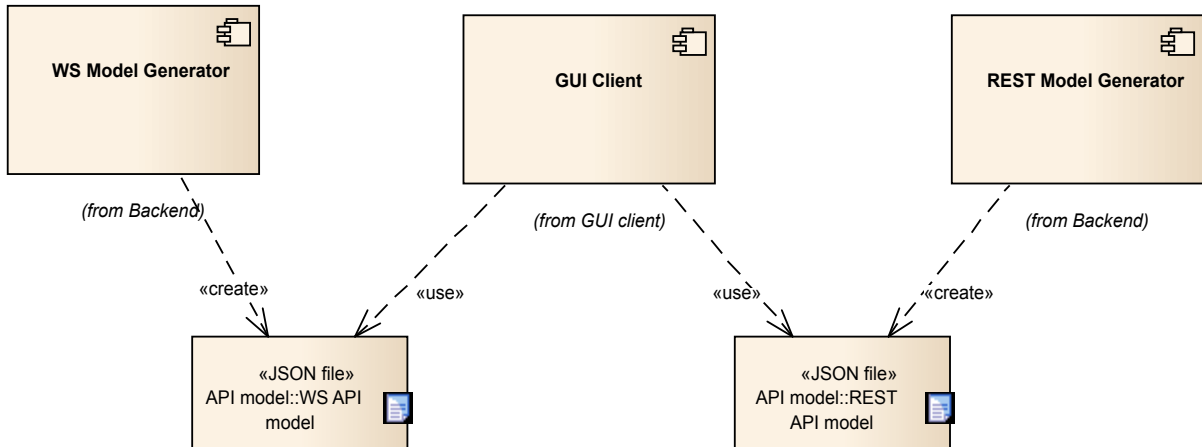 WS Model Generator
GUI Client
REST Model Generator
(from Backend)
(from GUI client)
(from Backend)
«create»
«use»
«use»
«create»
«JSON file»
API model::WS API
model
«JSON file»
API model::REST
API model